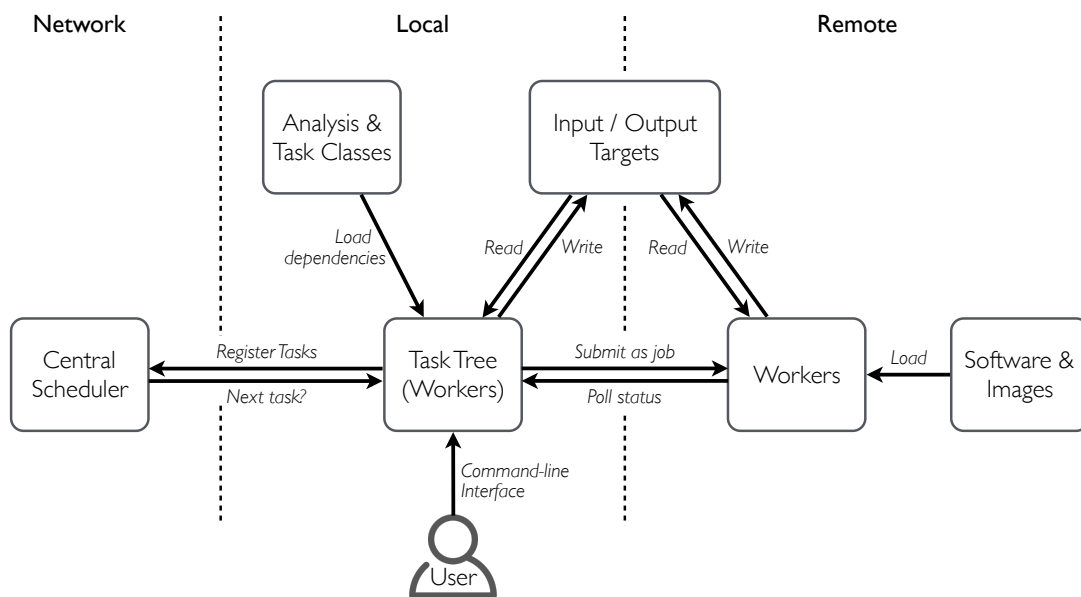 Network
Local
Remote
Analysis &
Task Classes
Input / Output
Targets
Load
dependencies
Read
Write
Read
Write
Central
Scheduler
Register Tasks
Next task?
Task Tree
(Workers)
Submit as job
Poll status
Workers
Load
Software &
Images
Command-line
Interface
User